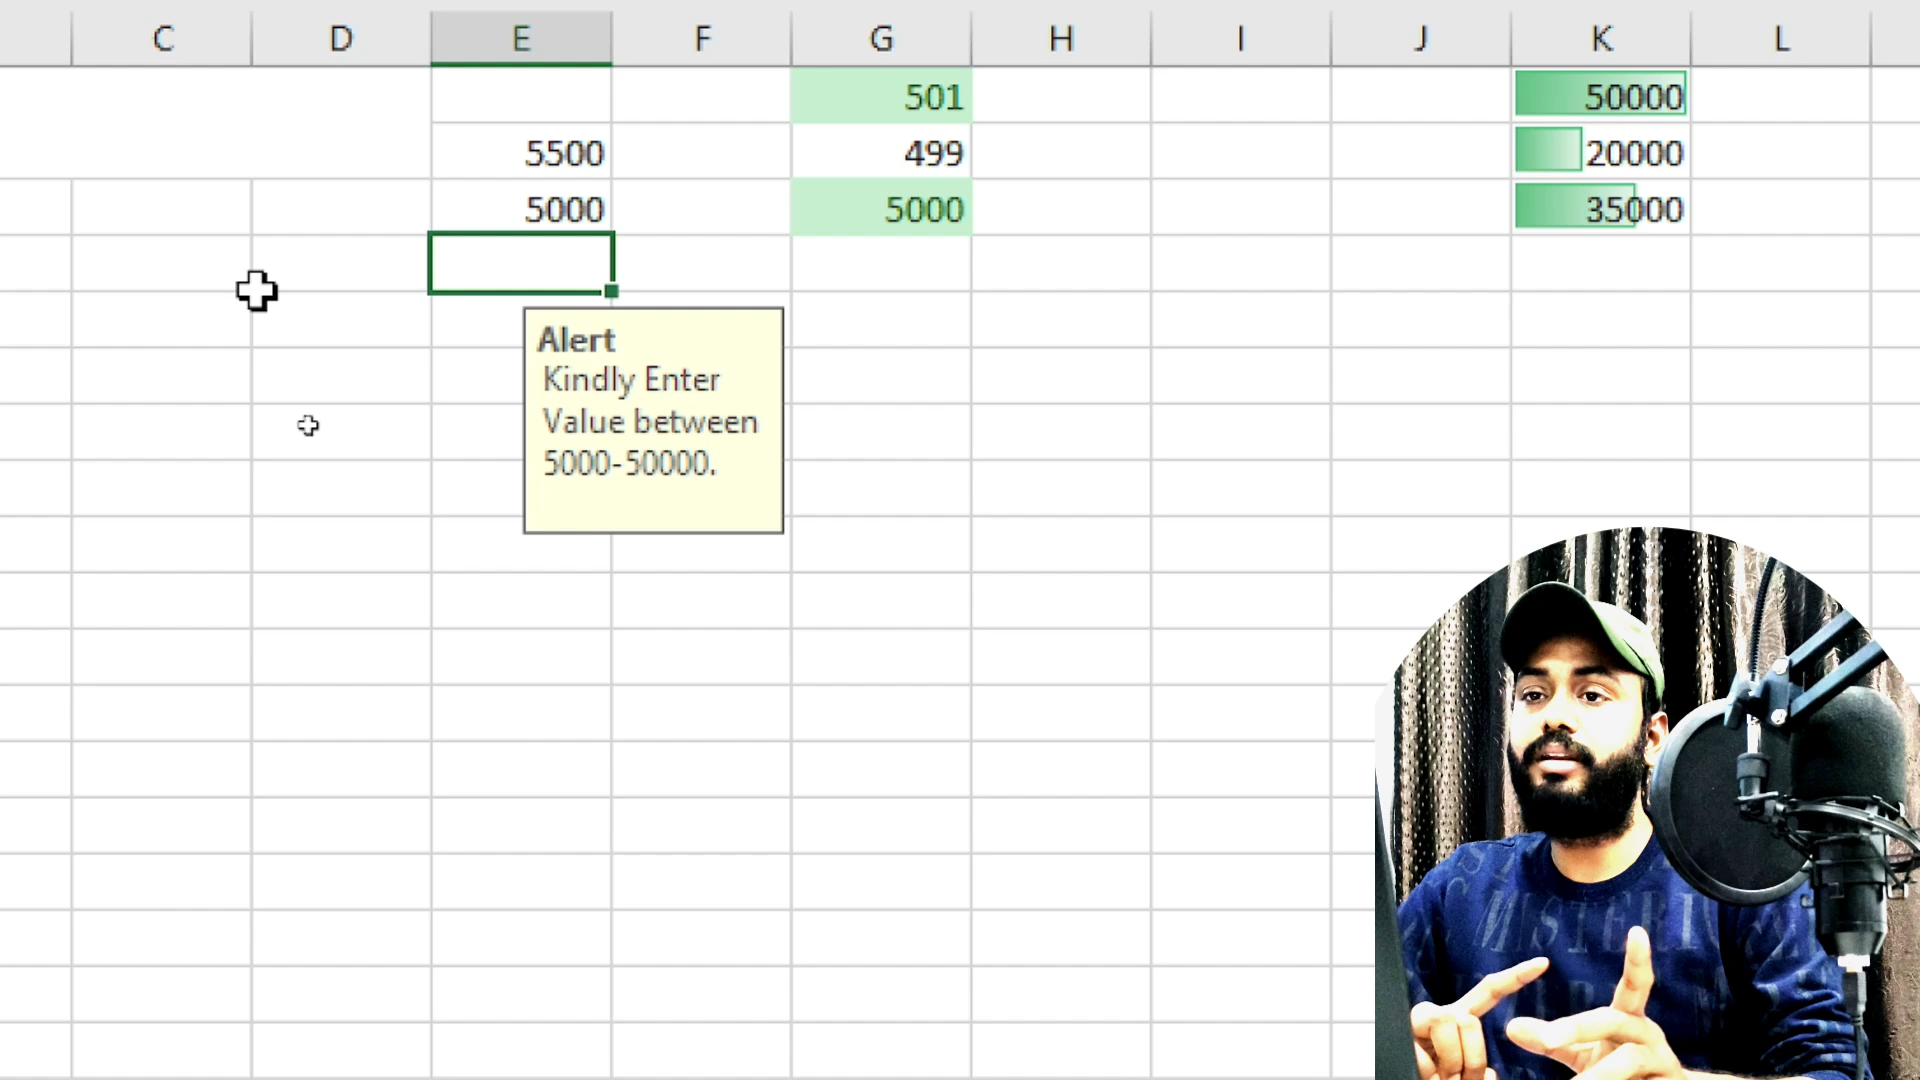 C D E F G H I J K L
501 50000
5500 499 20000
5000 5000 35000
Alert
Kindly Enter
Value between
5000-50000.